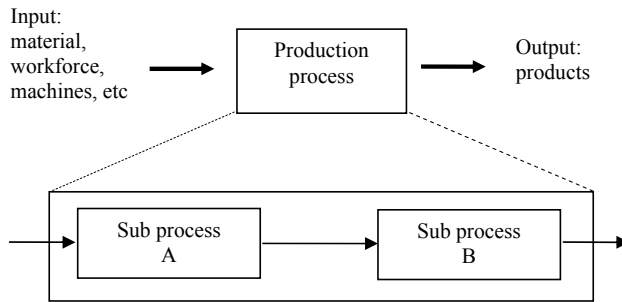 Input:
material,
workforce,
machines, etc
Production
process
Output:
products
Sub process
A
Sub process
B